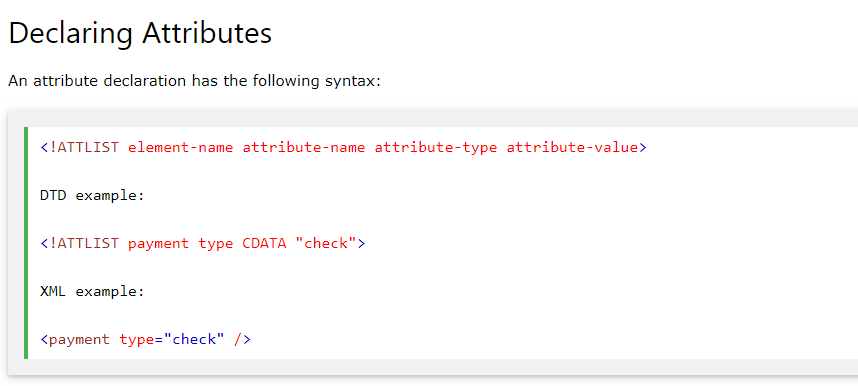 Declaring Attributes
An attribute declaration has the following syntax:
<!ATTLIST element-name attribute-name attribute-type attribute-value>
DTD example:
<!ATTLIST payment type CDATA "check">
XML example:
<payment type="check" />